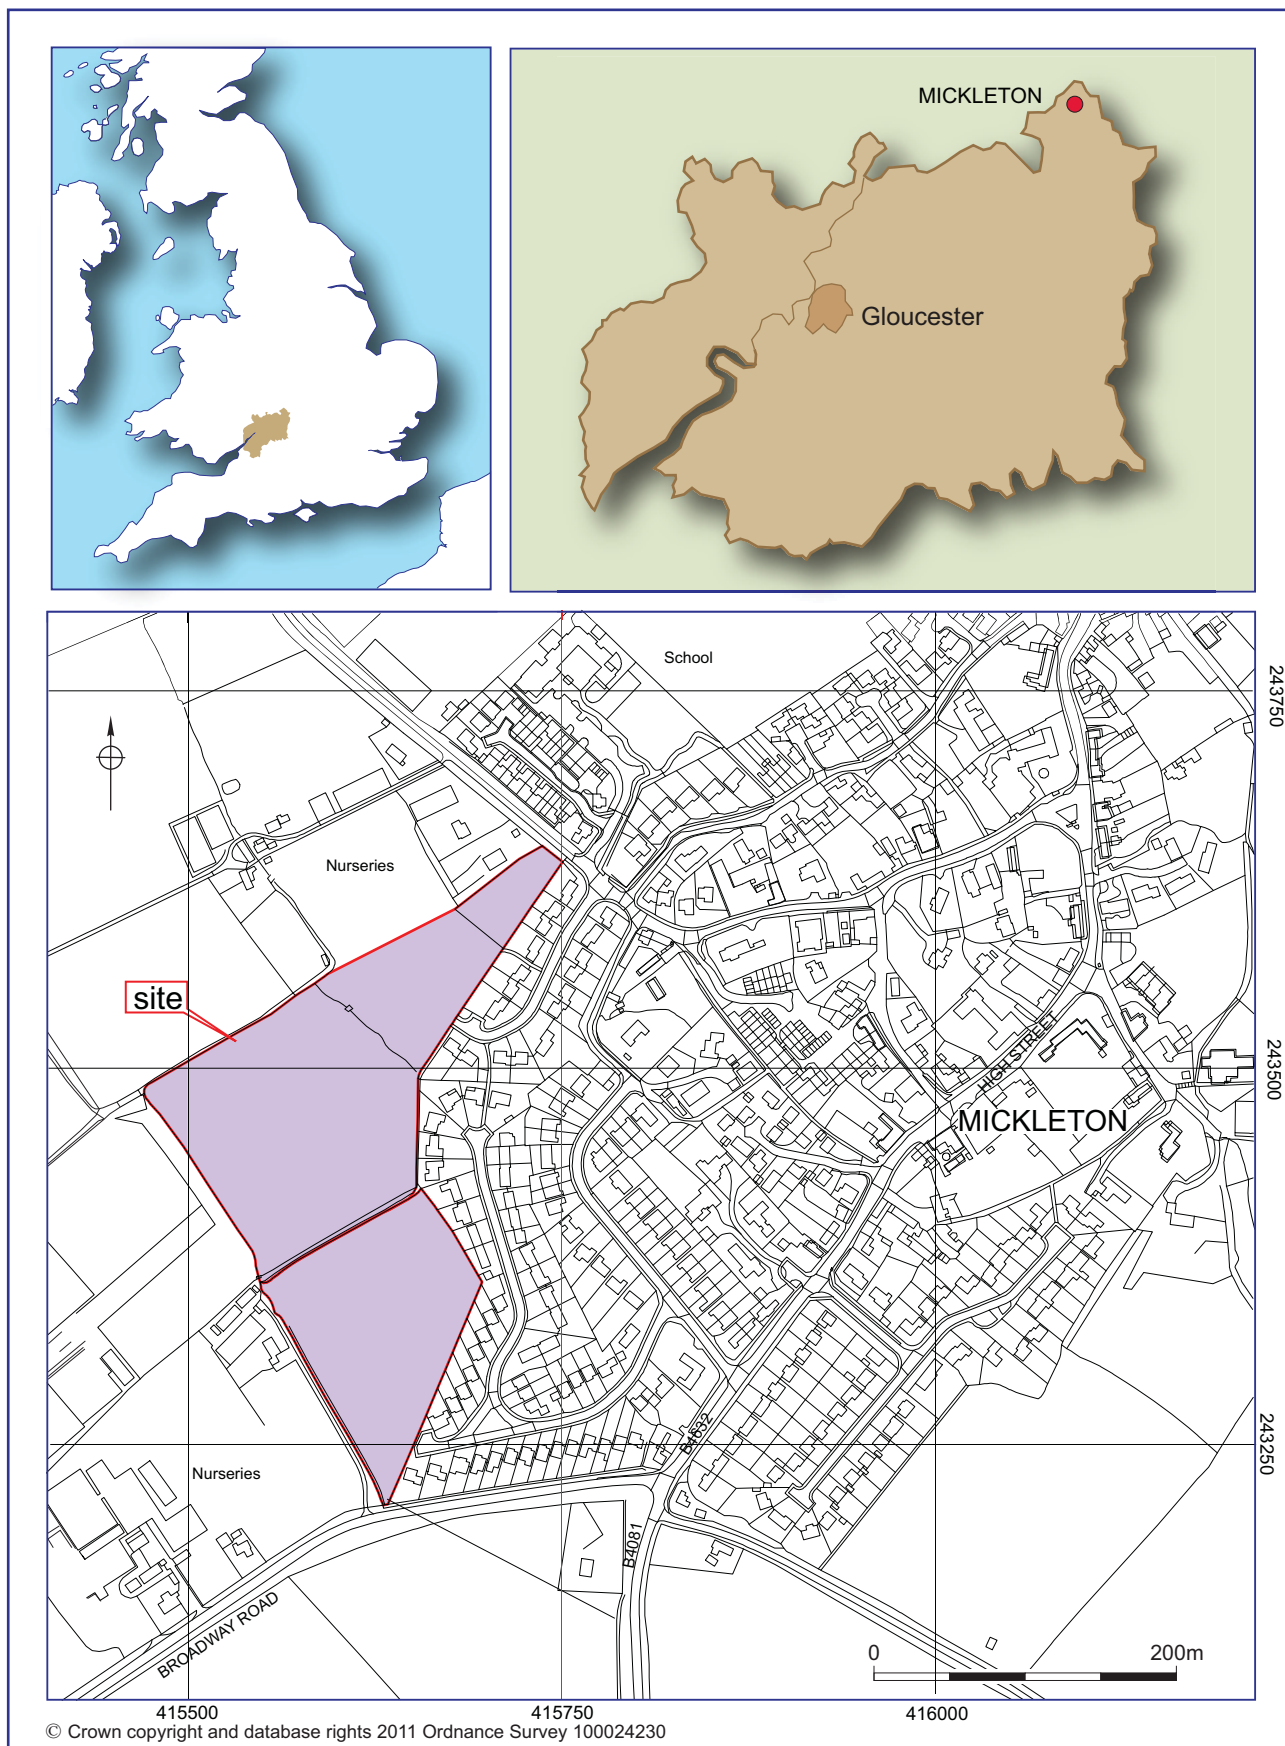 MICKLETON
Gloucester
School
243750
Nurseries
site
HIGH STREET
243500
MICKLETON
B4632
243250
Nurseries
B4081
BROADWAY ROAD
0 200m
415500 415750 416000
© Crown copyright and database rights 2011 Ordnance Survey 100024230